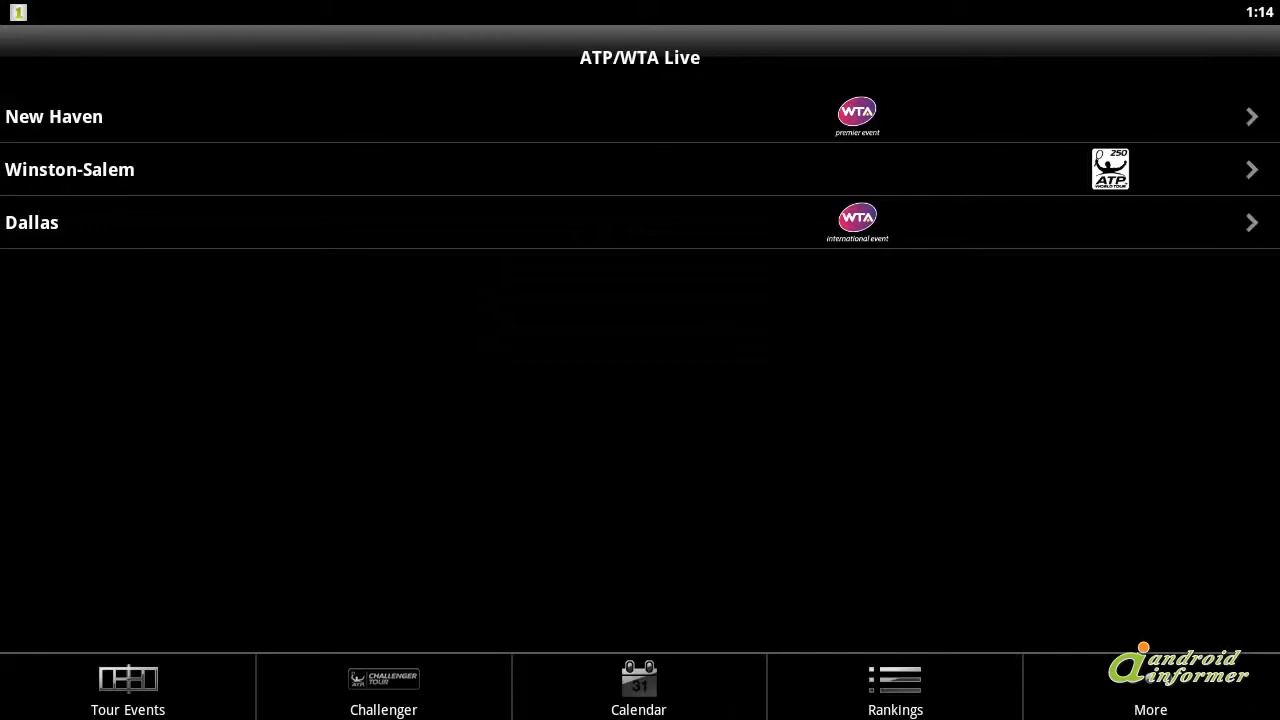 1
1:14
ATP/WTA Live
New Haven
WTA
premier event
Winston-Salem
250
ATP
WORLD TOUR
Dallas
WTA
international event
Tour Events
ATP
CHALLENGER
TOUR
Challenger
31
Calendar
Rankings
android
informer
More